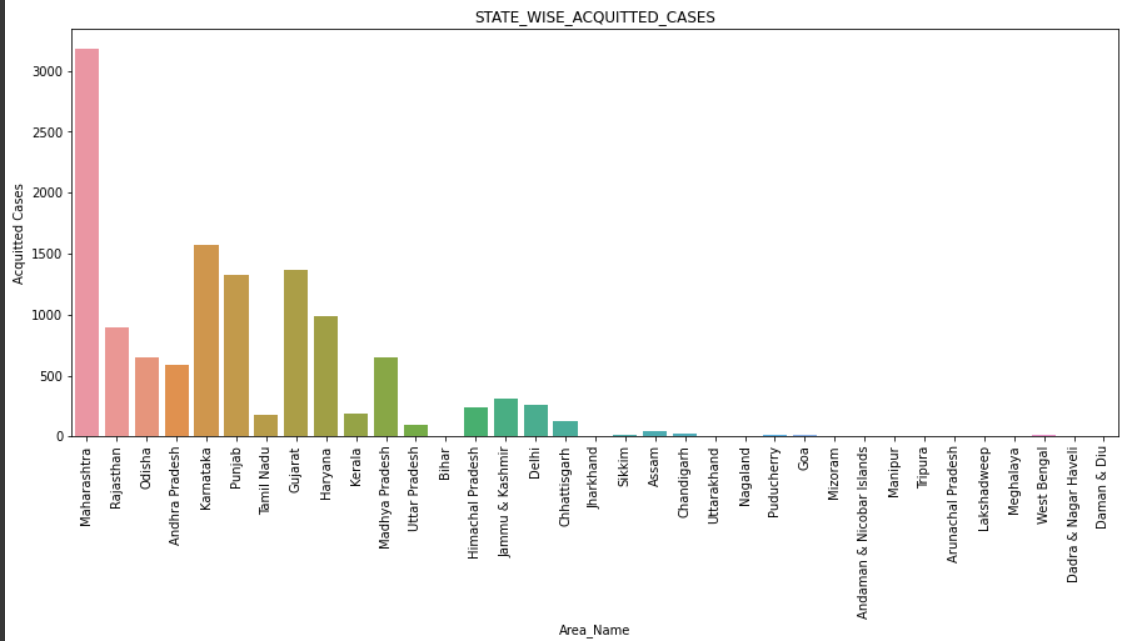 STATE_WISE_ACQUITTED_CASES
Acquitted Cases
3000
2500
2000
1500
1000
500
0
Maharashtra
Rajasthan
Odisha
Andhra Pradesh
Karnataka
Punjab
Tamil Nadu
Gujarat
Haryana
Kerala
Madhya Pradesh
Uttar Pradesh
Bihar
Himachal Pradesh
Jammu & Kashmir
Delhi
Chhattisgarh
Jharkhand
Sikkim
Assam
Chandigarh
Uttarakhand
Nagaland
Puducherry
Goa
Mizoram
Andaman & Nicobar Islands
Manipur
Tripura
Arunachal Pradesh
Lakshadweep
Meghalaya
West Bengal
Dadra & Nagar Haveli
Daman & Diu
Area_Name